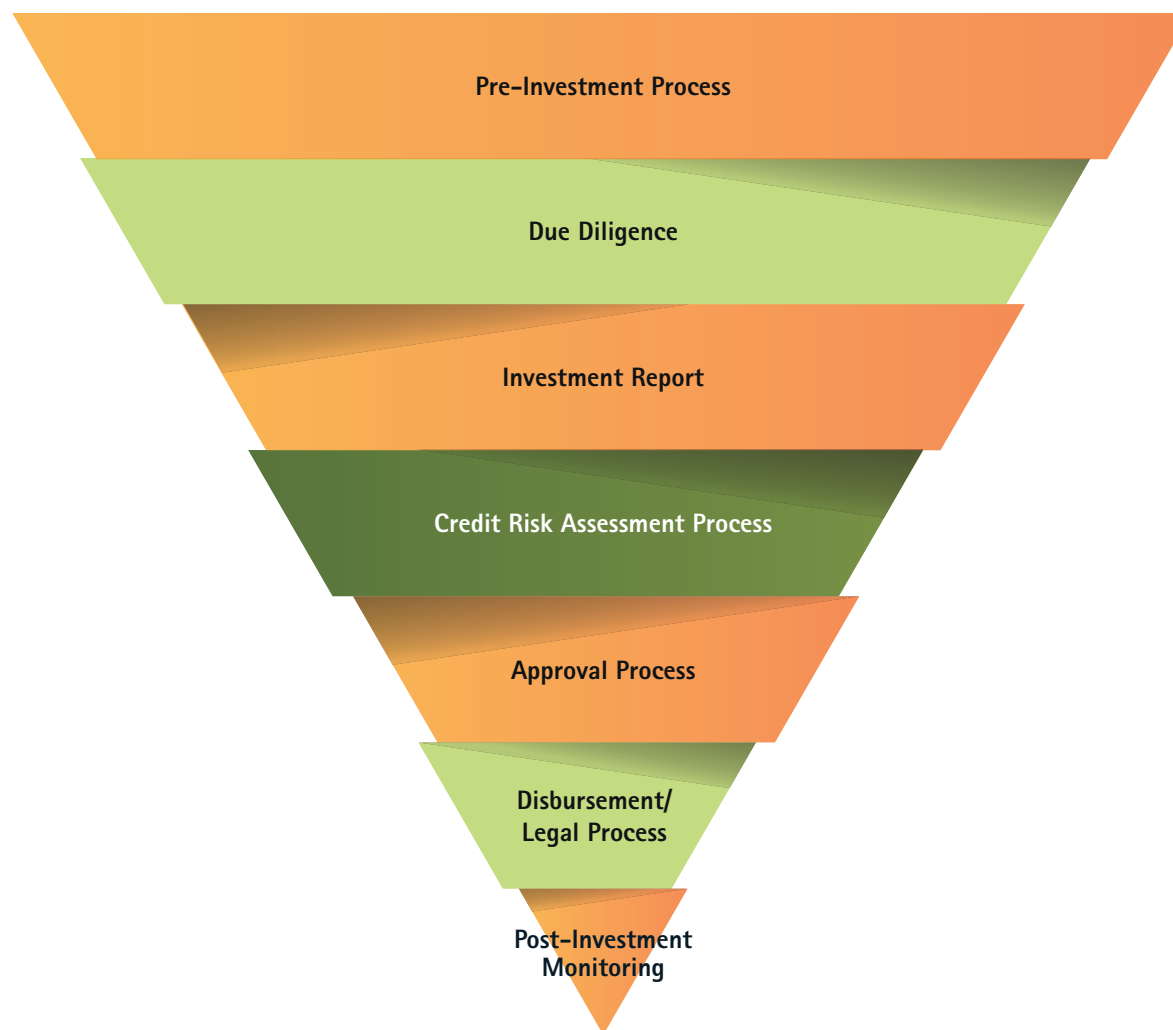 Pre-Investment Process
Due Diligence
Investment Report
Credit Risk Assessment Process
Approval Process
Disbursement/
Legal Process
Post-Investment
Monitoring